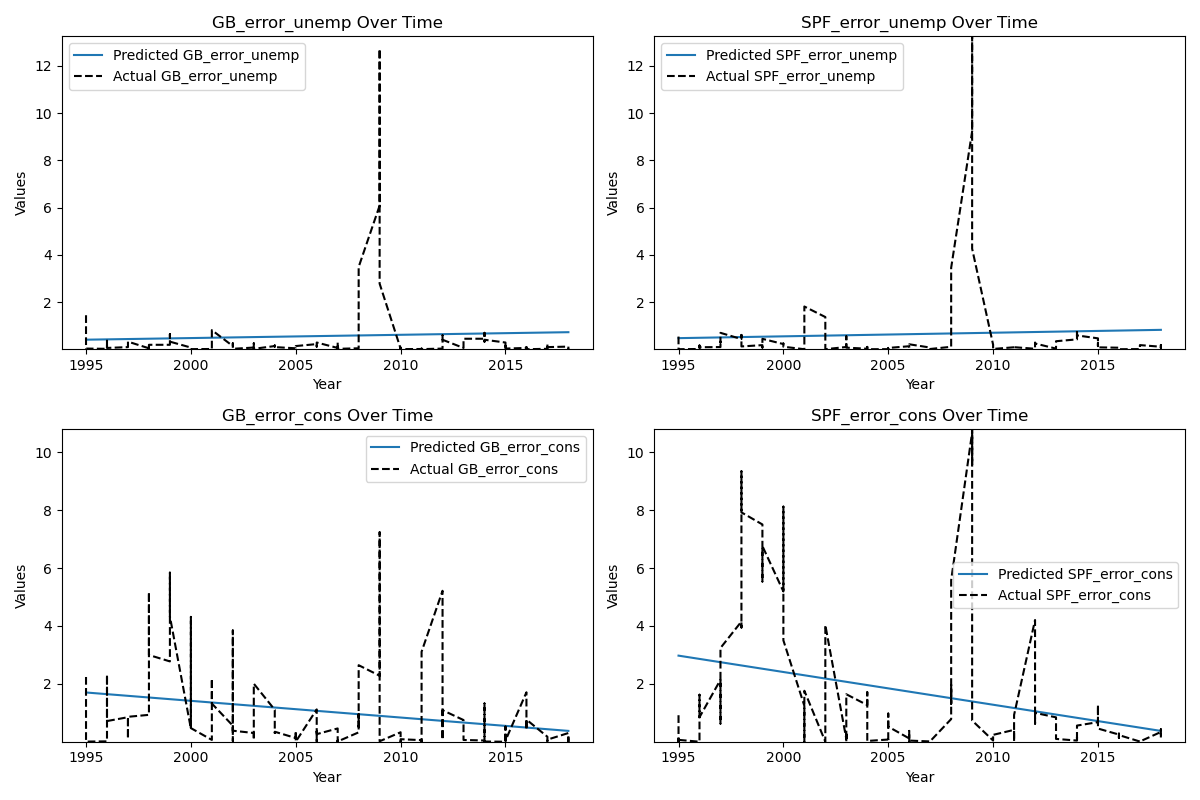 GB_error_unemp Over Time
Predicted GB_error_unemp
Actual GB_error_unemp
Values
12
10
8
6
4
2
1995 2000 2005 2010 2015
Year
SPF_error_unemp Over Time
Predicted SPF_error_unemp
Actual SPF_error_unemp
Values
12
10
8
6
4
2
1995 2000 2005 2010 2015
Year
GB_error_cons Over Time
Predicted GB_error_cons
Actual GB_error_cons
Values
10
8
6
4
2
1995 2000 2005 2010 2015
Year
SPF_error_cons Over Time
Predicted SPF_error_cons
Actual SPF_error_cons
Values
10
8
6
4
2
1995 2000 2005 2010 2015
Year